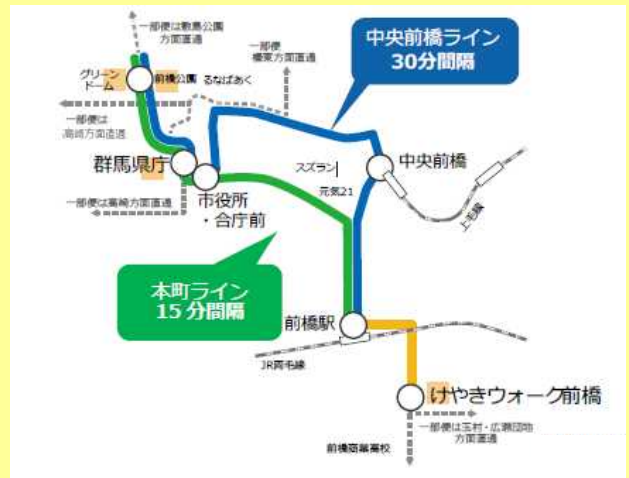 一部便は敷島公園
方面直通
グリーン
ドーム
前橋公園
るなぱあく
一部便
橋東方面直通
中央前橋ライン
30分間隔
一部便は
高崎方面直通
群馬県庁
市役所
・合庁前
一部便は高崎方面直通
スズラン
元気21
中央前橋
上毛線
本町ライン
15分間隔
前橋駅
JR両毛線
けやきウォーク前橋
一部便は玉村・広瀬団地
方面直通
前橋商業高校